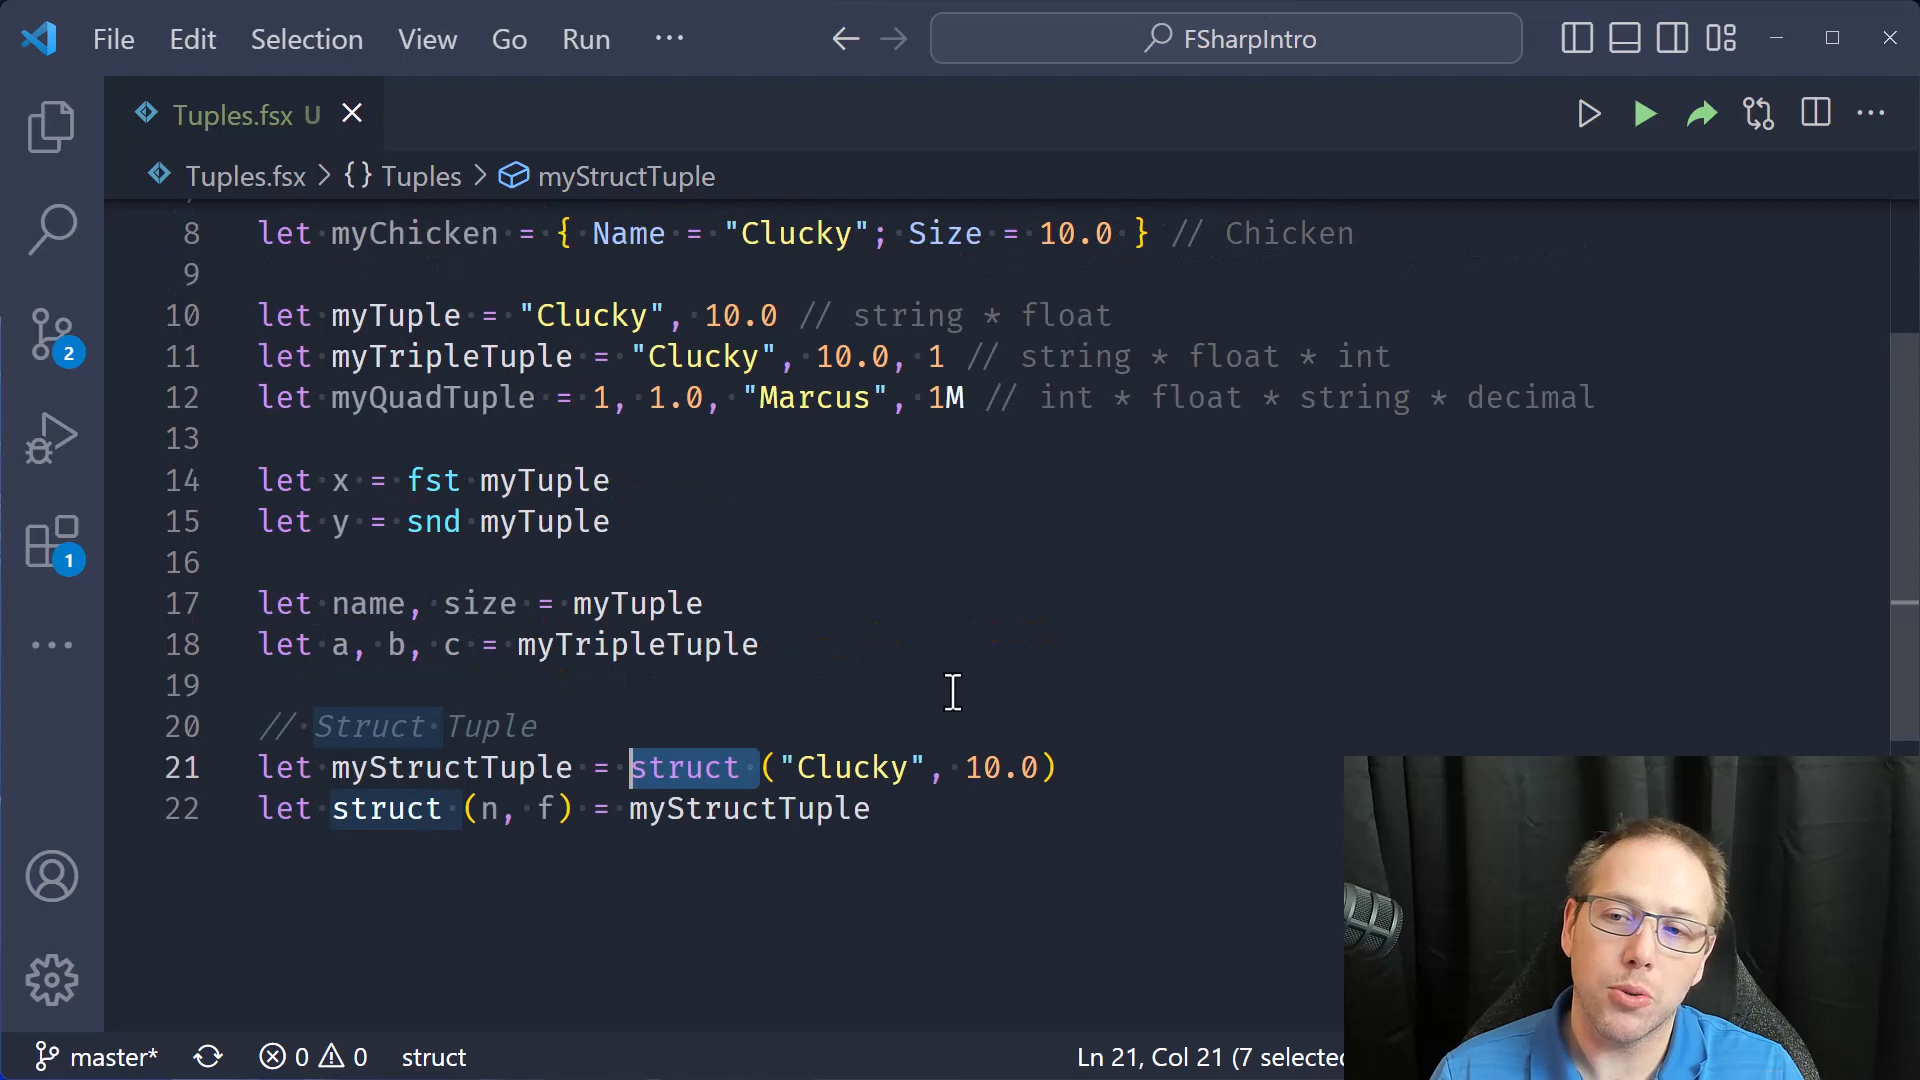 File Edit Selection View Go Run ··· FSharpIntro
Tuples.fsx U
Tuples.fsx > {} Tuples > myStructTuple
8 let myChicken = { Name = "Clucky"; Size = 10.0 } // Chicken
9
10 let myTuple = "Clucky", 10.0 // string * float
11 let myTripleTuple = "Clucky", 10.0, 1 // string * float * int
12 let myQuadTuple = 1, 1.0, "Marcus", 1M // int * float * string * decimal
13
14 let x = fst myTuple
15 let y = snd myTuple
16
17 let name, size = myTuple
18 let a, b, c = myTripleTuple
19
20 // Struct Tuple
21 let myStructTuple = struct ("Clucky", 10.0)
22 let struct (n, f) = myStructTuple
2
1
master* 0 0 struct Ln 21, Col 21 (7 selected